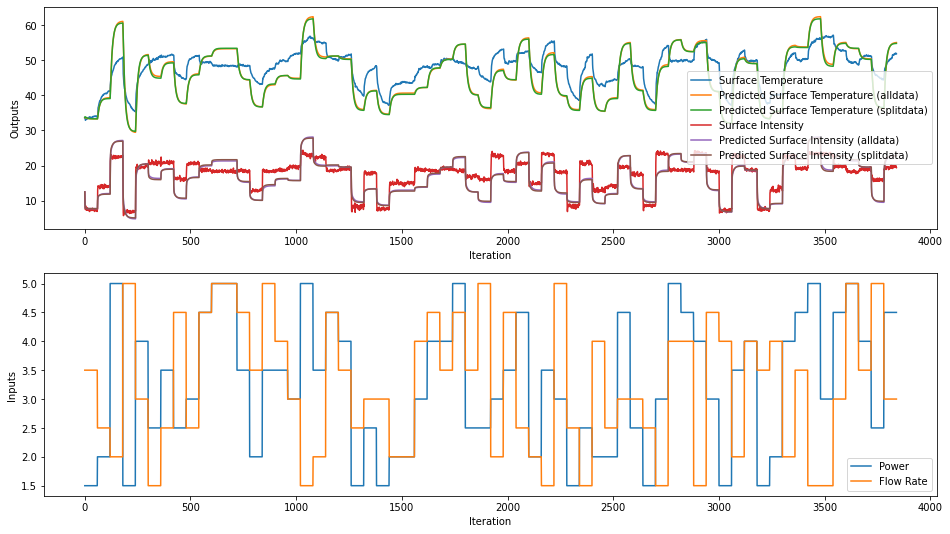 60
50
40
30
20
10
Outputs
Surface Temperature
Predicted Surface Temperature (alldata)
Predicted Surface Temperature (splitdata)
Surface Intensity
Predicted Surface Intensity (alldata)
Predicted Surface Intensity (splitdata)
0 500 1000 1500 2000 2500 3000 3500 4000
Iteration
5.0
4.5
4.0
3.5
3.0
2.5
2.0
1.5
Inputs
Power
Flow Rate
0 500 1000 1500 2000 2500 3000 3500 4000
Iteration